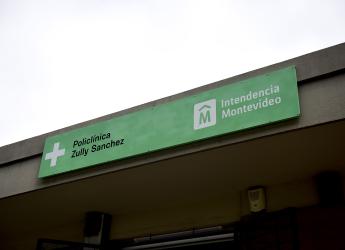 Policlínica
Zully Sanchez
M
Intendencia
Montevideo